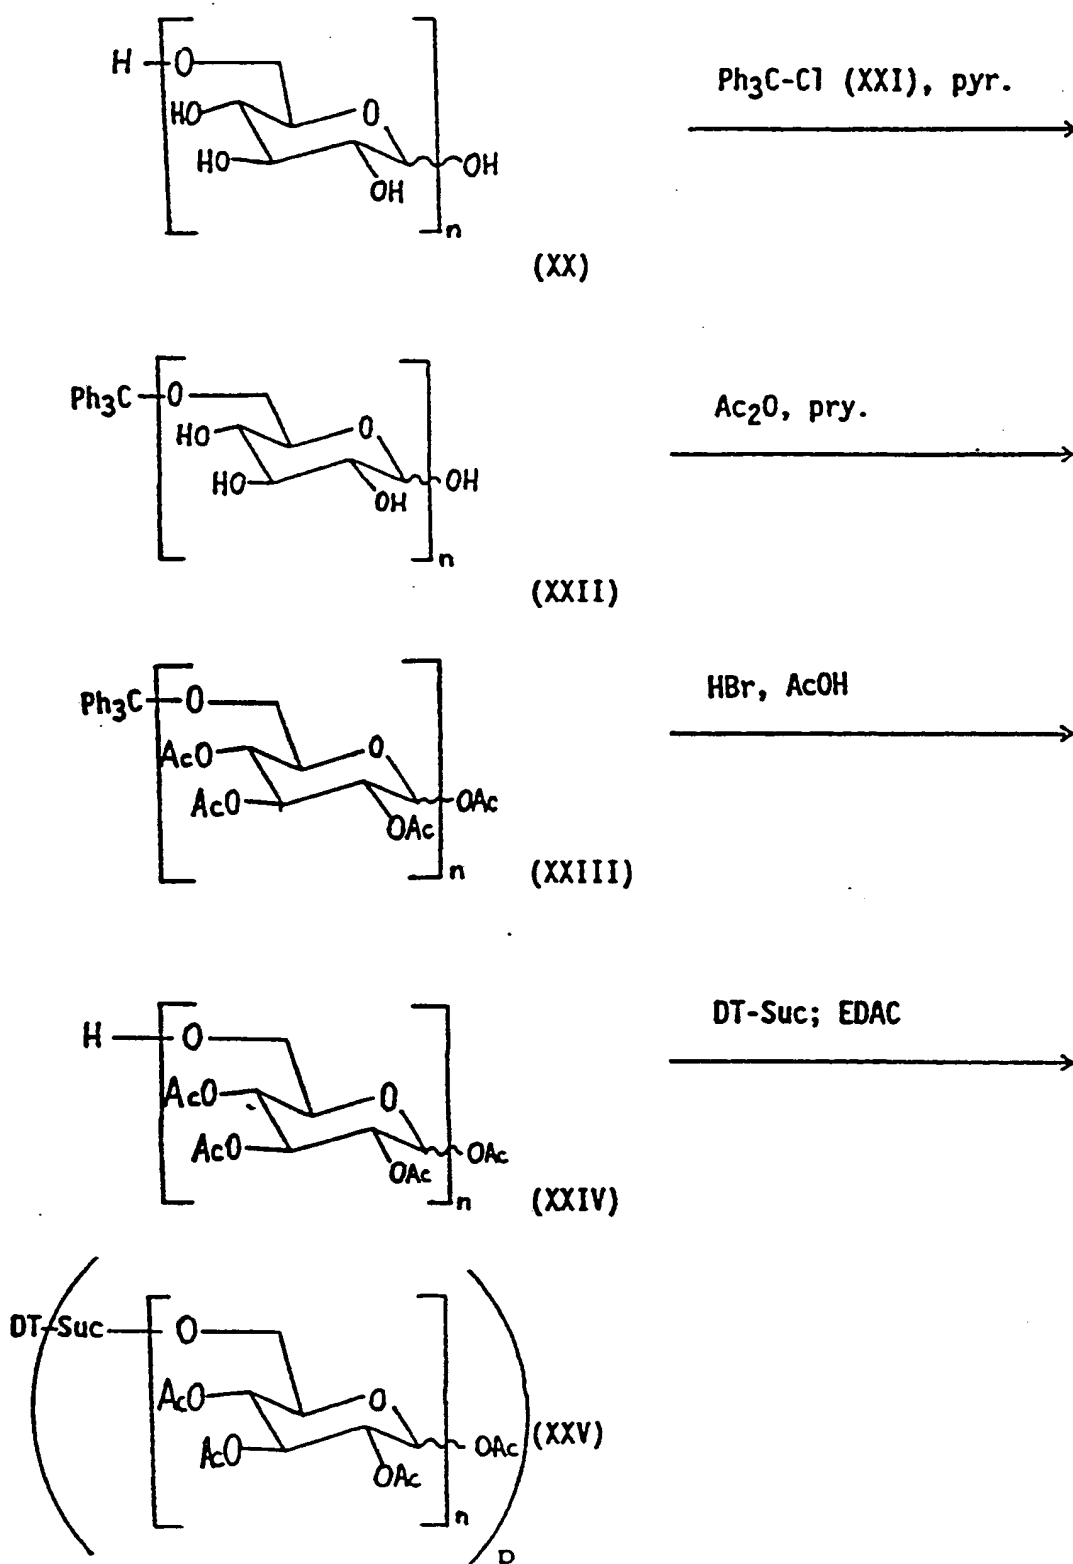 H O
Ph3C-Cl (XXI), pyr.
HO O
HO OH
OH
n
(XX)
Ph3C O
Ac2O, pry.
HO O
HO OH
OH
n
(XXII)
Ph3C O
HBr, AcOH
AcO O
AcO OAc
OAc
n
(XXIII)
H O
DT-Suc; EDAC
AcO O
AcO OAc
OAc
n
(XXIV)
DT-Suc O
AcO O
AcO OAc (XXV)
OAc
n
p